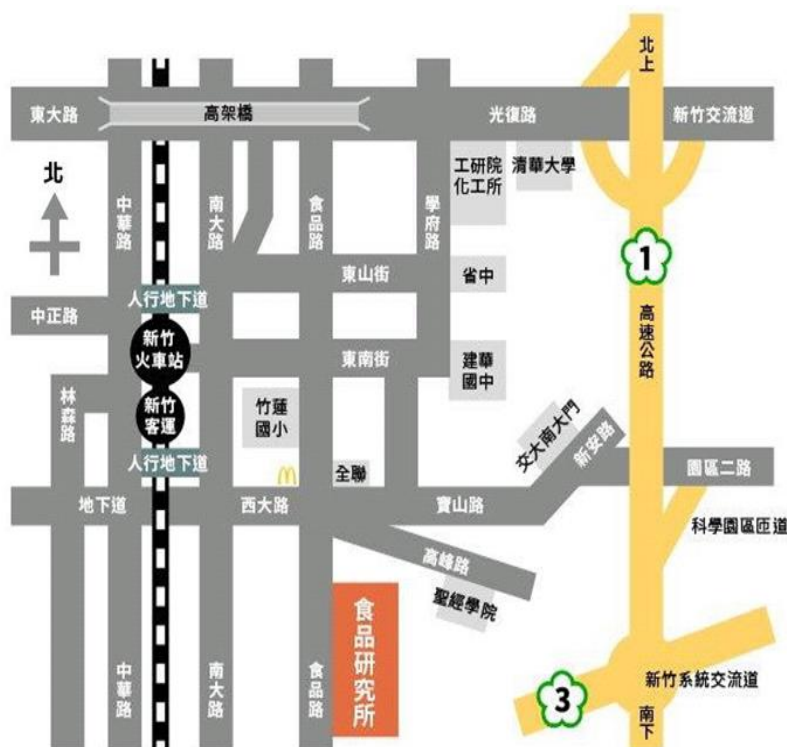 北上
東大路
高架橋
光復路
新竹交流道
工研院
化工所
清華大學
北
中華路
南大路
食品路
學府路
東山街
省中
1
人行地下道
中正路
新竹
火車站
東南街
建華
國中
高速公路
林森路
新竹
客運
竹蓮
國小
交大南大門
新安路
人行地下道
全聯
園區二路
地下道
西大路
寶山路
科學園區匝道
高峰路
聖經學院
食品研究所
中華路
南大路
食品路
新竹系統交流道
3
南下